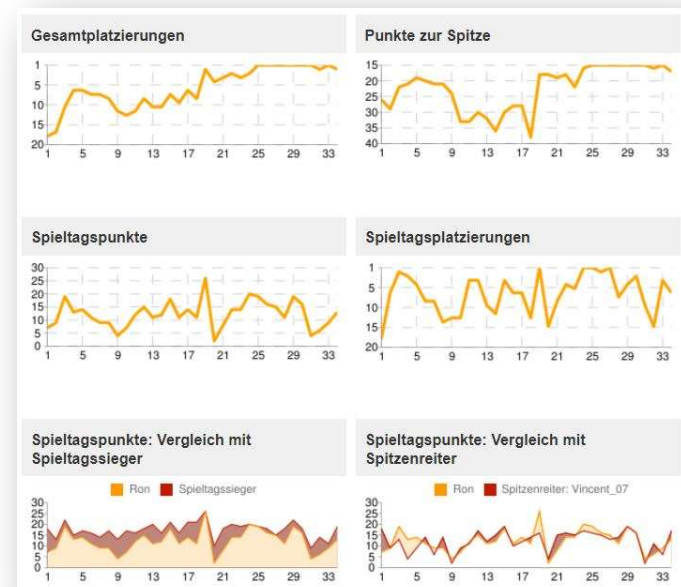 Gesamtplatzierungen
1
5
10
15
20
1 5 9 13 17 21 25 29 33
Punkte zur Spitze
15
20
25
30
35
40
1 5 9 13 17 21 25 29 33
Spieltagspunkte
30
25
20
15
10
5
0
1 5 9 13 17 21 25 29 33
Spieltagsplatzierungen
1
5
10
15
20
1 5 9 13 17 21 25 29 33
Spieltagspunkte: Vergleich mit
Spieltagssieger
Ron Spieltagssieger
30
25
20
15
10
5
0
1 5 9 13 17 21 25 29 33
Spieltagspunkte: Vergleich mit
Spitzenreiter
Ron Spitzenreiter: Vincent_07
30
25
20
15
10
5
0
1 5 9 13 17 21 25 29 33